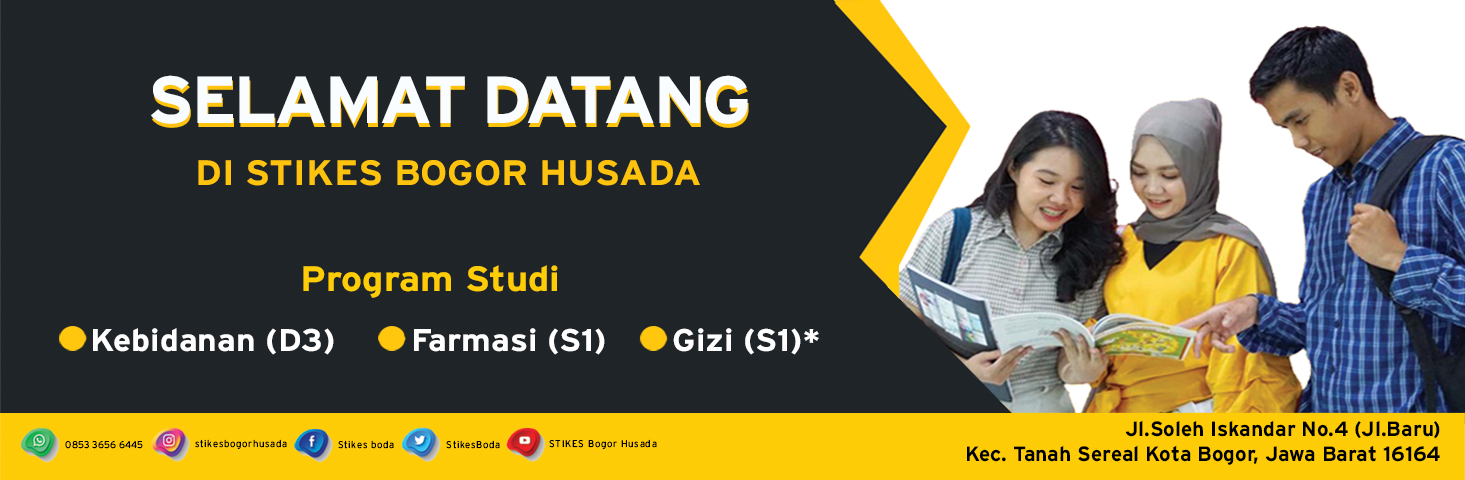 SELAMAT DATANG
DI STIKES BOGOR HUSADA
Program Studi
Kebidanan (D3) Farmasi (S1) Gizi (S1)*
0853 3656 6445 stikesbogorhusada Stikes boda StikesBoda STIKES Bogor Husada
Jl.Soleh Iskandar No.4 (Jl.Baru)
Kec. Tanah Sereal Kota Bogor, Jawa Barat 16164